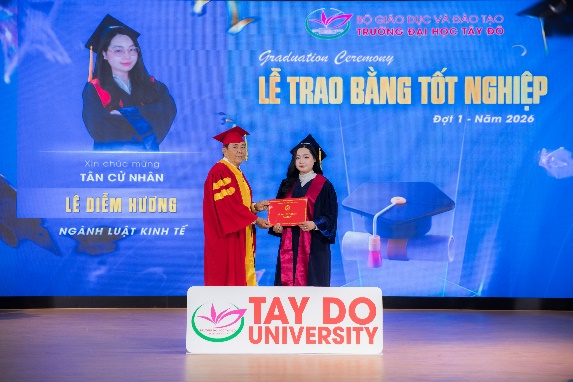 BỘ GIÁO DỤC VÀ ĐÀO TẠO
TRƯỜNG ĐẠI HỌC TÂY ĐÔ
Graduation Ceremony
LỄ TRAO BẰNG TỐT NGHIỆP
Đợt 1 - Năm 2026
Xin chúc mừng
TÂN CỬ NHÂN
LÊ DIỄM HƯƠNG
NGÀNH LUẬT KINH TẾ
TAY DO
UNIVERSITY